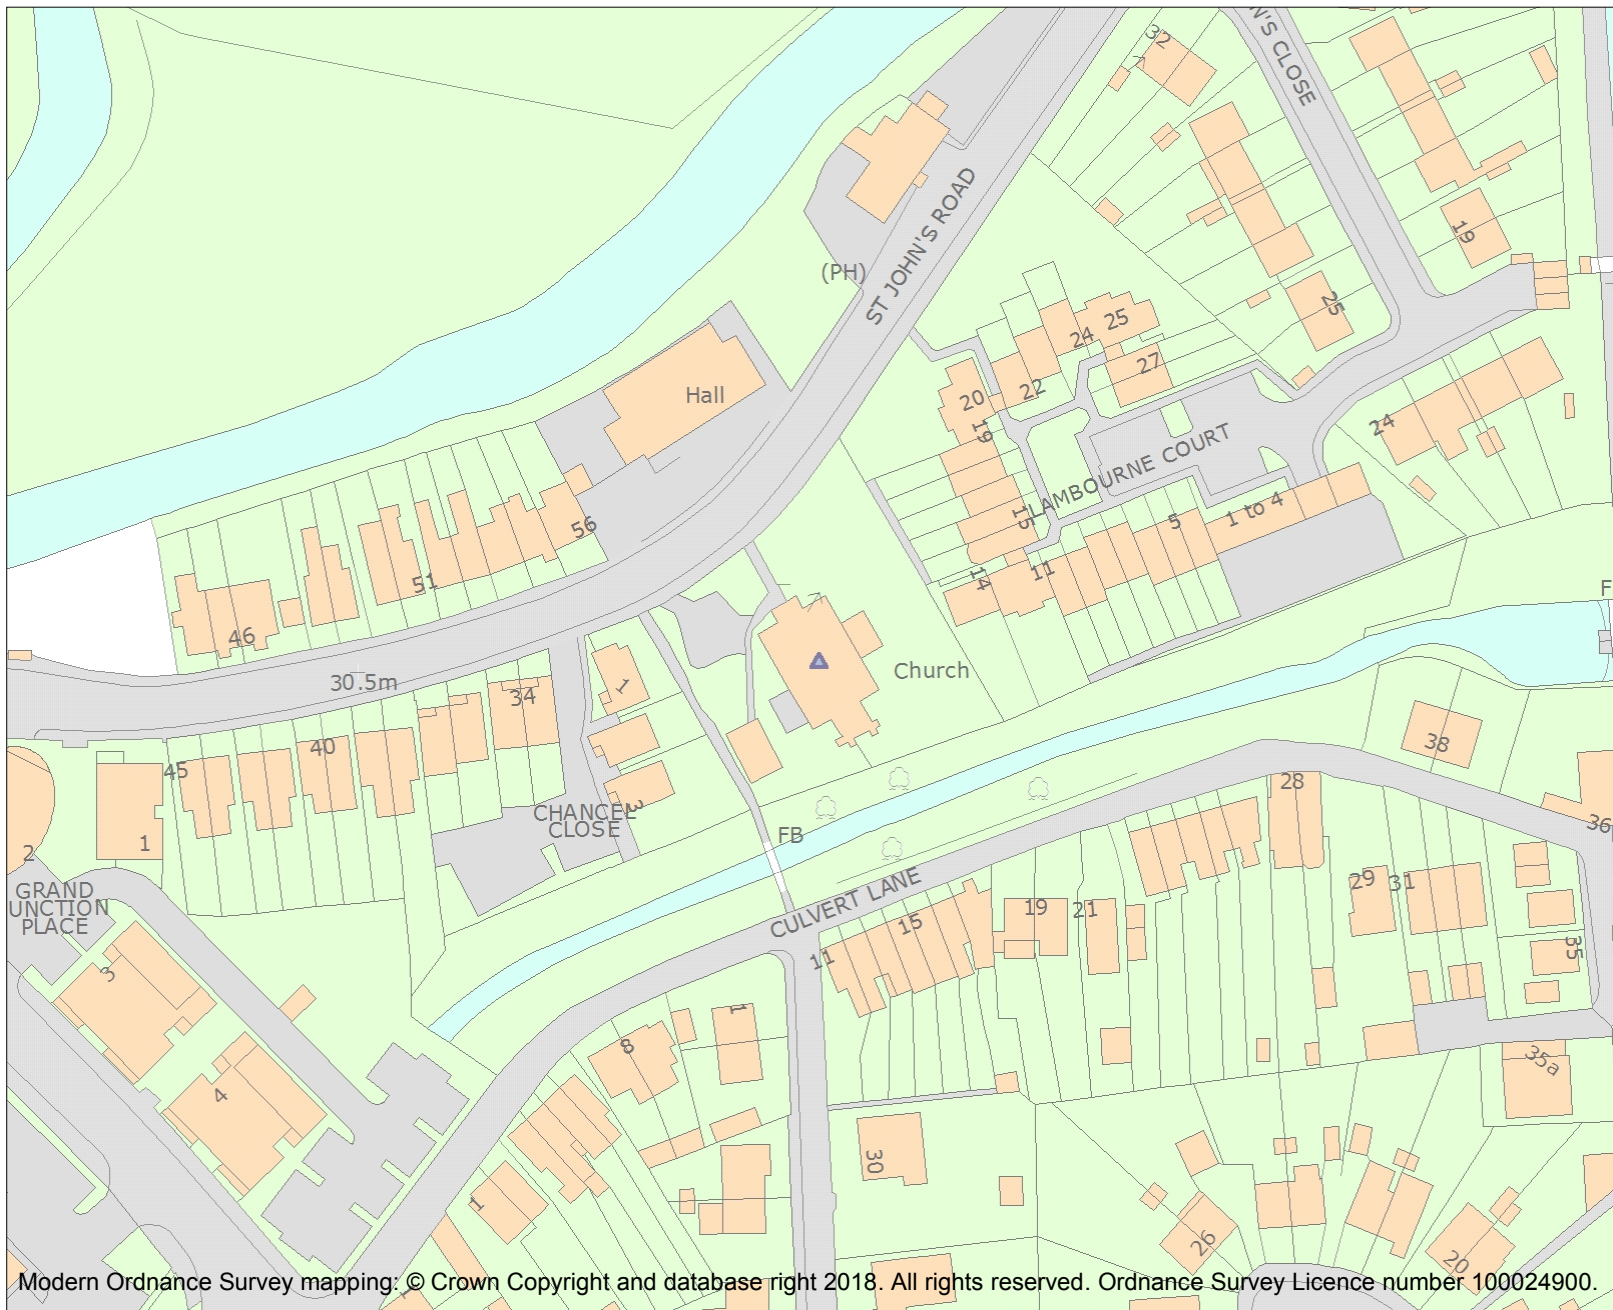 32
N'S CLOSE
ST JOHN'S ROAD
(PH)
19
25
25
24
27
22
20
19
Hall
24
LAMBOURNE COURT
15
1 to 4
5
11
14
56
51
46
F
Church
30.5m
1
34
38
40
45
28
3
CHANCEL
CLOSE
FB
36
1
2
CULVERT LANE
GRAND
UNCTION
PLACE
29
31
19
21
15
11
35
3
1
8
35a
4
30
1
26
20
Modern Ordnance Survey mapping: © Crown Copyright and database right 2018. All rights reserved. Ordnance Survey Licence number 100024900.